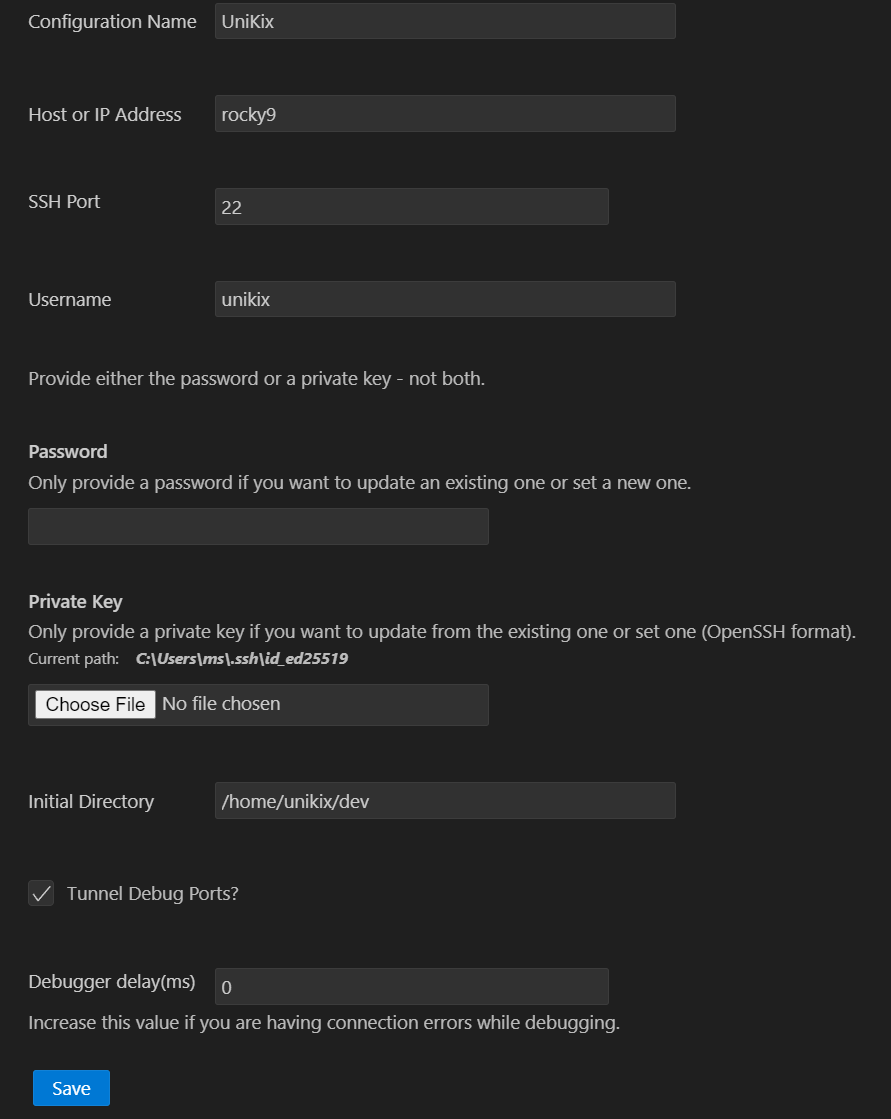 Configuration Name UniKix
Host or IP Address rocky9
SSH Port 22
Username unikix
Provide either the password or a private key - not both.
Password
Only provide a password if you want to update an existing one or set a new one.
Private Key
Only provide a private key if you want to update from the existing one or set one (OpenSSH format).
Current path: C:\Users\ms\.ssh\id_ed25519
Choose File No file chosen
Initial Directory /home/unikix/dev
Tunnel Debug Ports?
Debugger delay(ms) 0
Increase this value if you are having connection errors while debugging.
Save